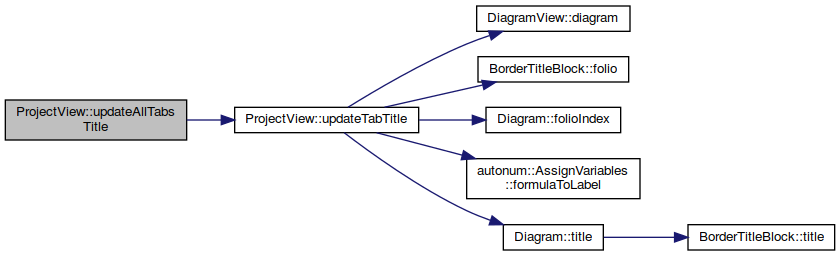 ProjectView::updateAllTabs
Title
ProjectView::updateTabTitle
DiagramView::diagram
BorderTitleBlock::folio
Diagram::folioIndex
autonum::AssignVariables
::formulaToLabel
Diagram::title
BorderTitleBlock::title